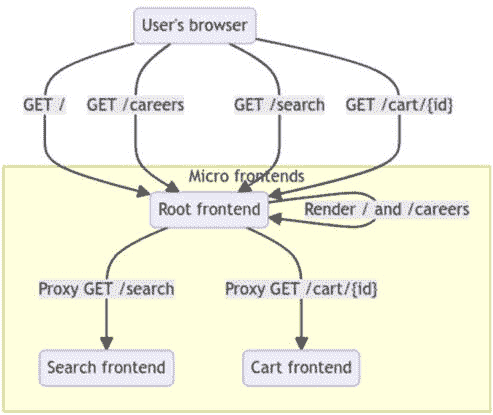 User's browser
GET /
GET /careers
GET /search
GET /cart/{id}
Micro frontends
Root frontend
Render / and /careers
Proxy GET /search
Proxy GET /cart/{id}
Search frontend
Cart frontend